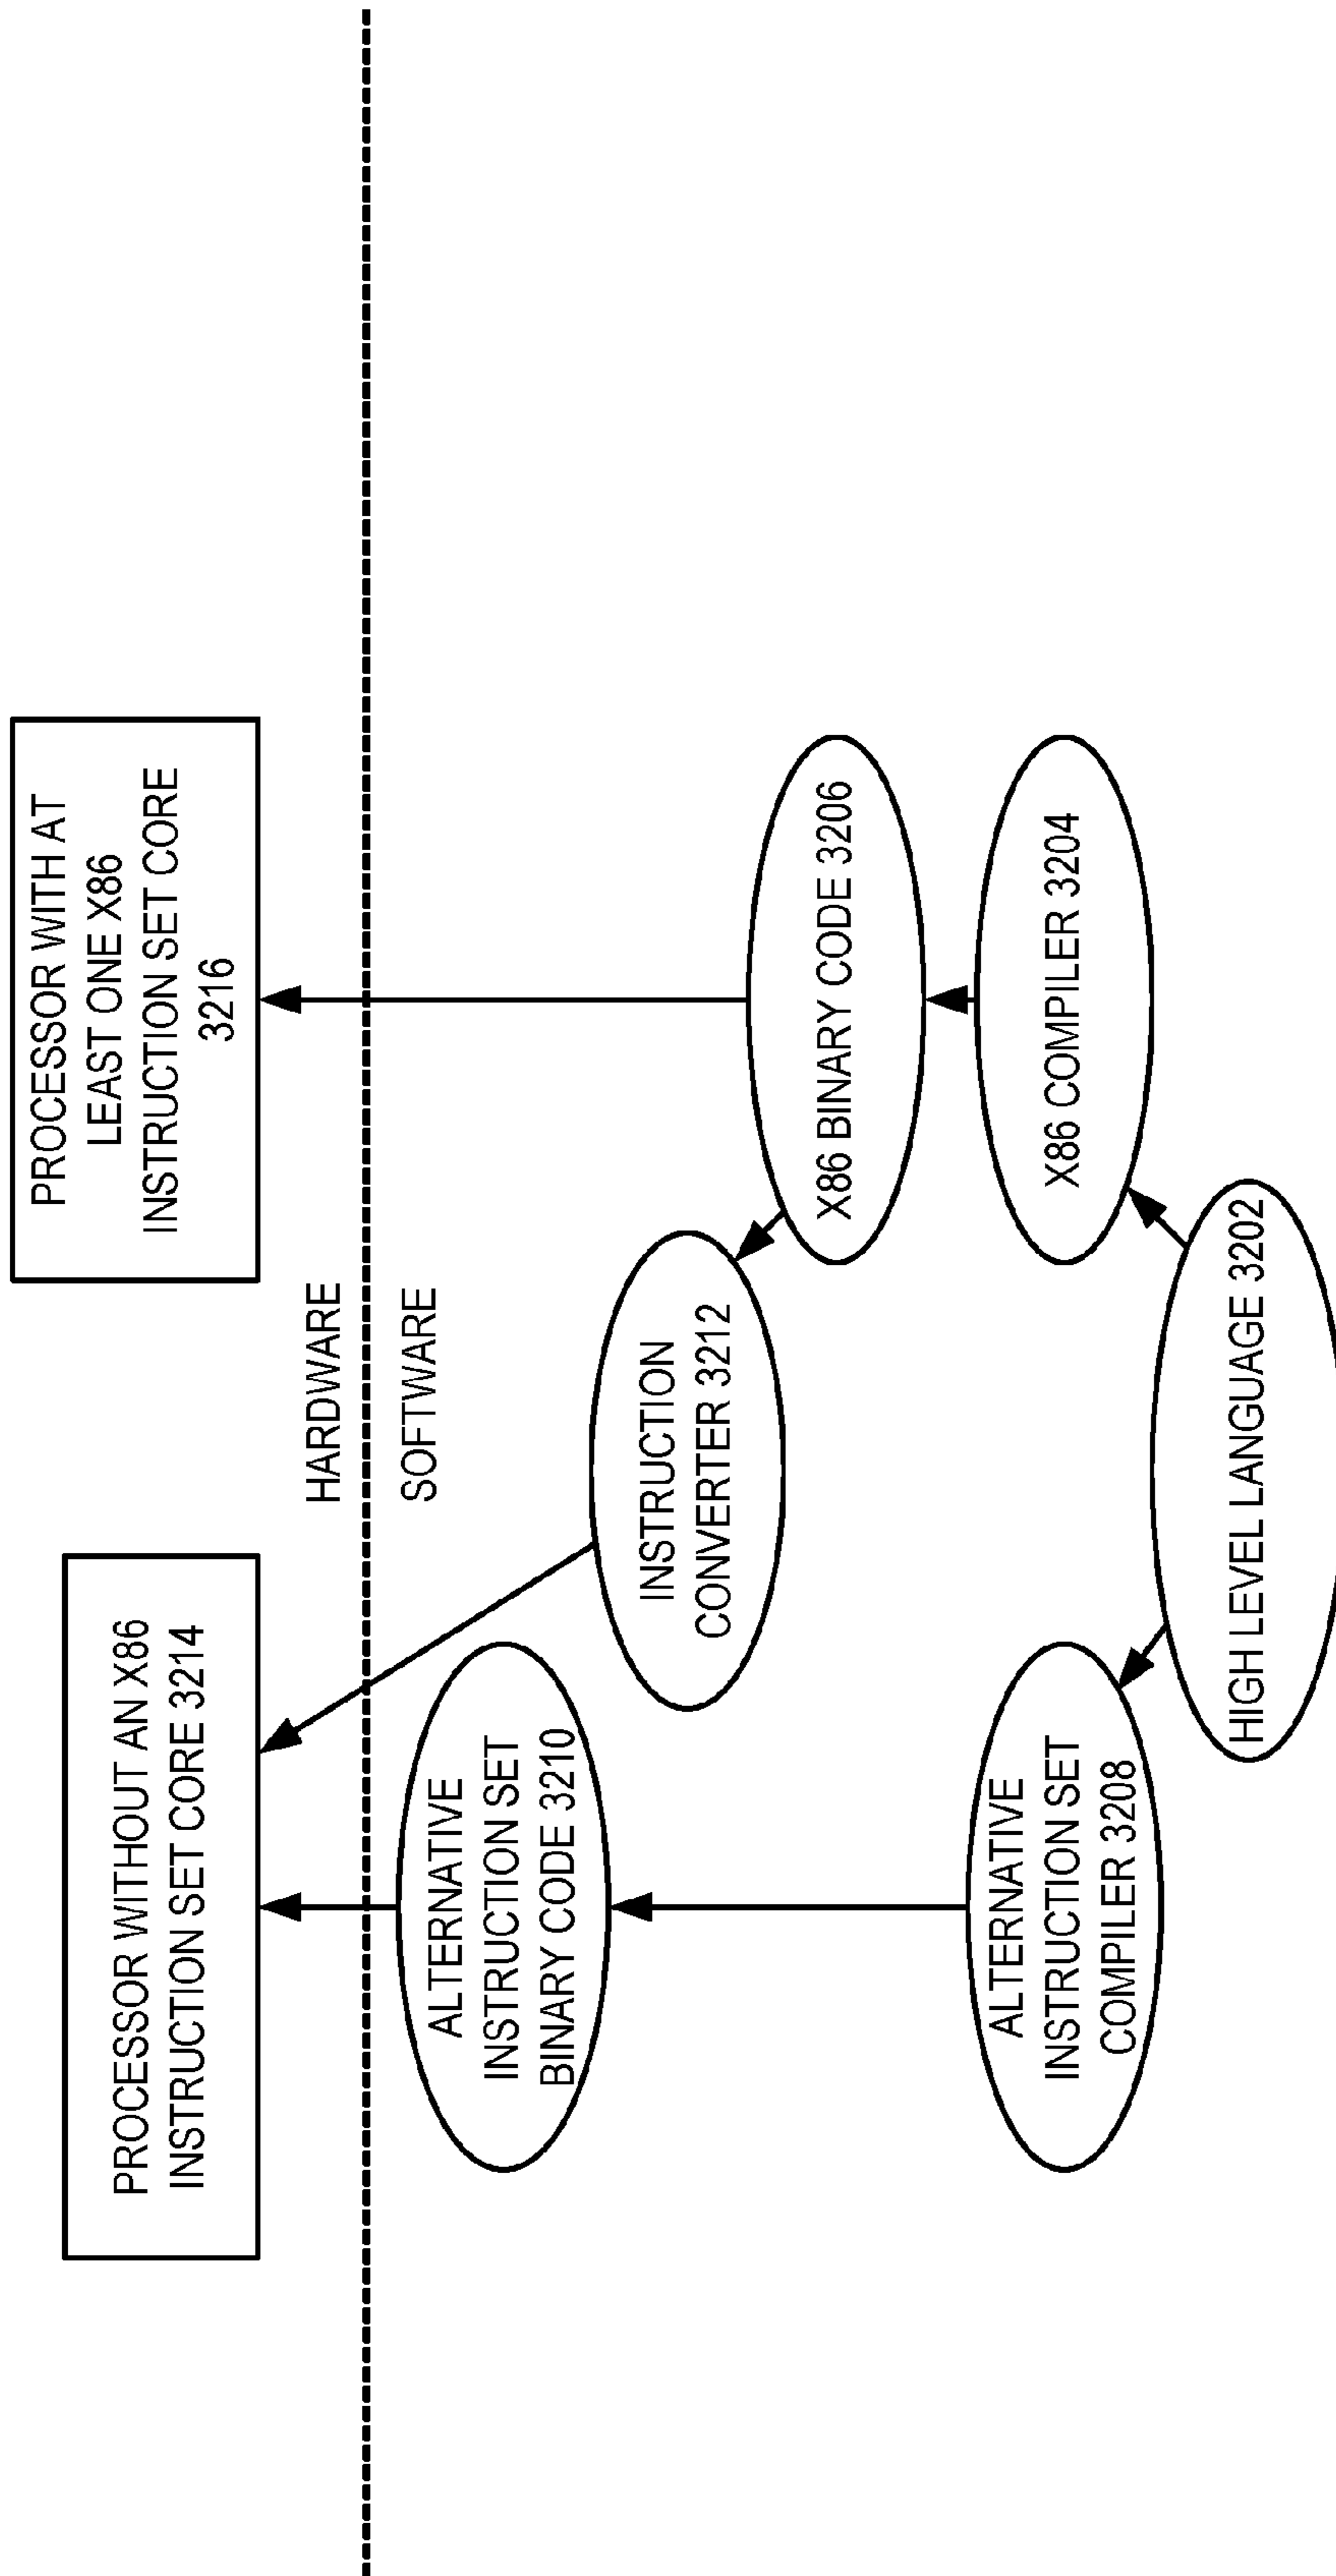 PROCESSOR WITHOUT AN X86
INSTRUCTION SET CORE 3214
PROCESSOR WITH AT
LEAST ONE X86
INSTRUCTION SET CORE
3216
HARDWARE
SOFTWARE
ALTERNATIVE
INSTRUCTION SET
BINARY CODE 3210
INSTRUCTION
CONVERTER 3212
X86 BINARY CODE 3206
ALTERNATIVE
INSTRUCTION SET
COMPILER 3208
X86 COMPILER 3204
HIGH LEVEL LANGUAGE 3202